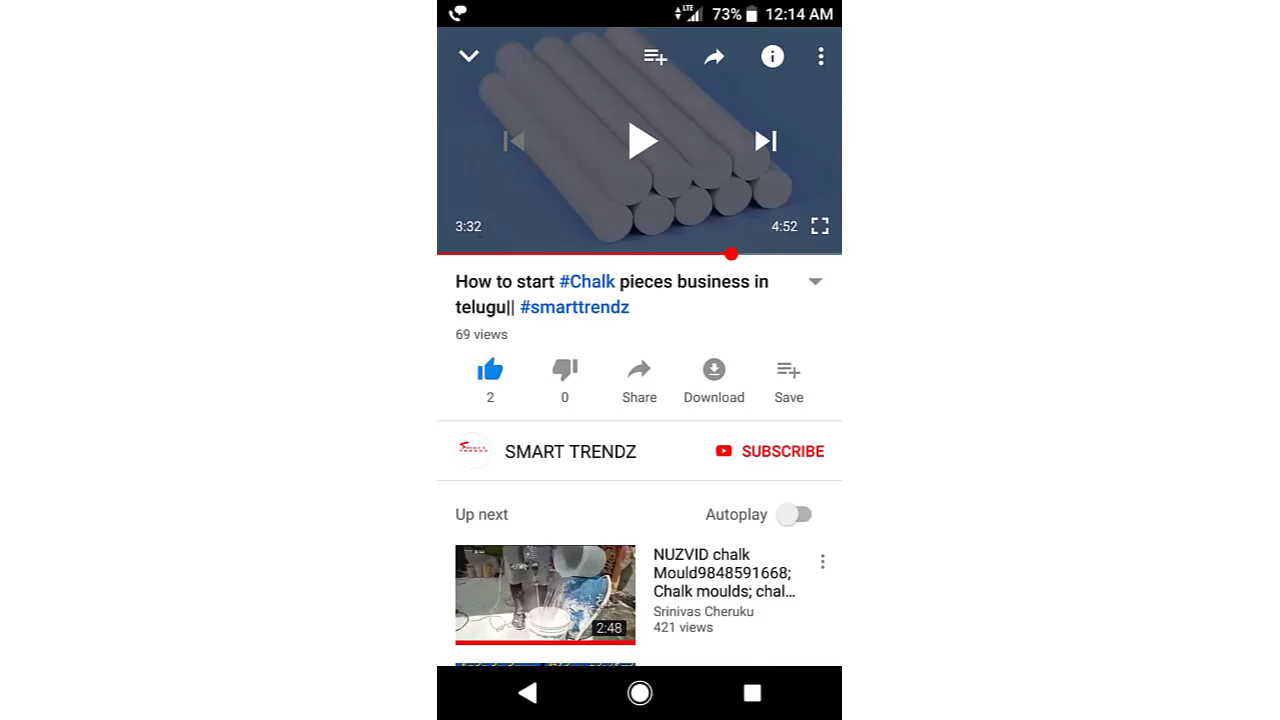 LTE 73% 12:14 AM
3:32 4:52
How to start #Chalk pieces business in
telugu|| #smarttrendz
69 views
2 0 Share Download Save
SMART TRENDZ SUBSCRIBE
Up next Autoplay
NUZVID chalk
Mould9848591668;
Chalk moulds; chal...
Srinivas Cheruku
421 views
2:48